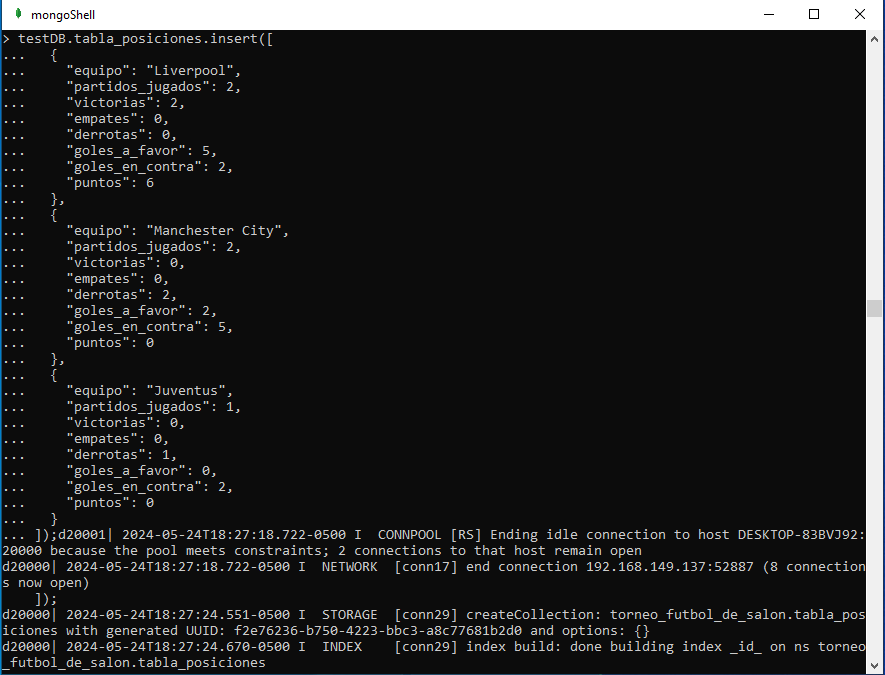 mongoShell
> testDB.tabla_posiciones.insert([
...   {
...     "equipo": "Liverpool",
...     "partidos_jugados": 2,
...     "victorias": 2,
...     "empates": 0,
...     "derrotas": 0,
...     "goles_a_favor": 5,
...     "goles_en_contra": 2,
...     "puntos": 6
...   },
...   {
...     "equipo": "Manchester City",
...     "partidos_jugados": 2,
...     "victorias": 0,
...     "empates": 0,
...     "derrotas": 2,
...     "goles_a_favor": 2,
...     "goles_en_contra": 5,
...     "puntos": 0
...   },
...   {
...     "equipo": "Juventus",
...     "partidos_jugados": 1,
...     "victorias": 0,
...     "empates": 0,
...     "derrotas": 1,
...     "goles_a_favor": 0,
...     "goles_en_contra": 2,
...     "puntos": 0
...   }
... ]);d20001| 2024-05-24T18:27:18.722-0500 I  CONNPOOL [RS] Ending idle connection to host DESKTOP-83BVJ92:
20000 because the pool meets constraints; 2 connections to that host remain open
d20000| 2024-05-24T18:27:18.722-0500 I  NETWORK  [conn17] end connection 192.168.149.137:52887 (8 connection
s now open)
    ]);
d20000| 2024-05-24T18:27:24.551-0500 I  STORAGE  [conn29] createCollection: torneo_futbol_de_salon.tabla_pos
iciones with generated UUID: f2e76236-b750-4223-bbc3-a8c77681b2d0 and options: {}
d20000| 2024-05-24T18:27:24.670-0500 I  INDEX    [conn29] index build: done building index _id_ on ns torneo
_futbol_de_salon.tabla_posiciones